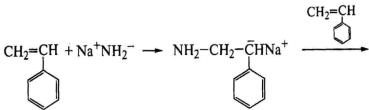 CH₂=CH
CH₂=CH + Na⁺NH₂⁻ → NH₂−CH₂−C̄HNa⁺ →